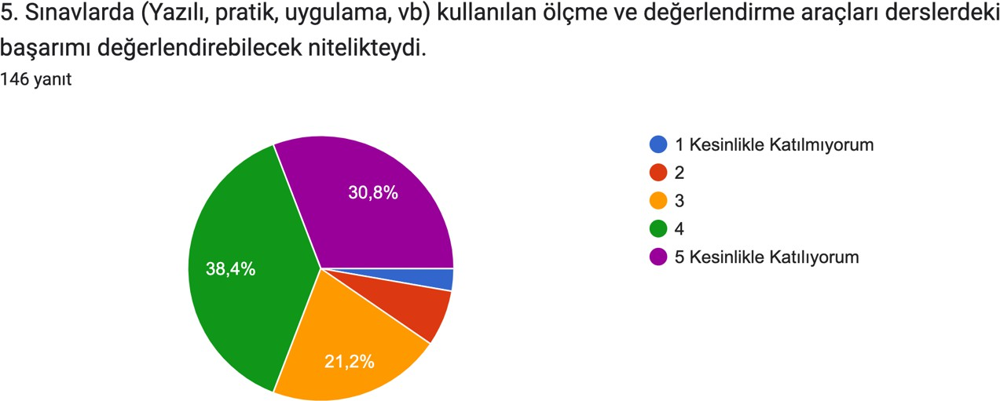 5. Sınavlarda (Yazılı, pratik, uygulama, vb) kullanılan ölçme ve değerlendirme araçları derslerdeki
başarımı değerlendirebilecek nitelikteydi.
146 yanıt
1 Kesinlikle Katılmıyorum
2
3
4
5 Kesinlikle Katılıyorum
30,8%
38,4%
21,2%